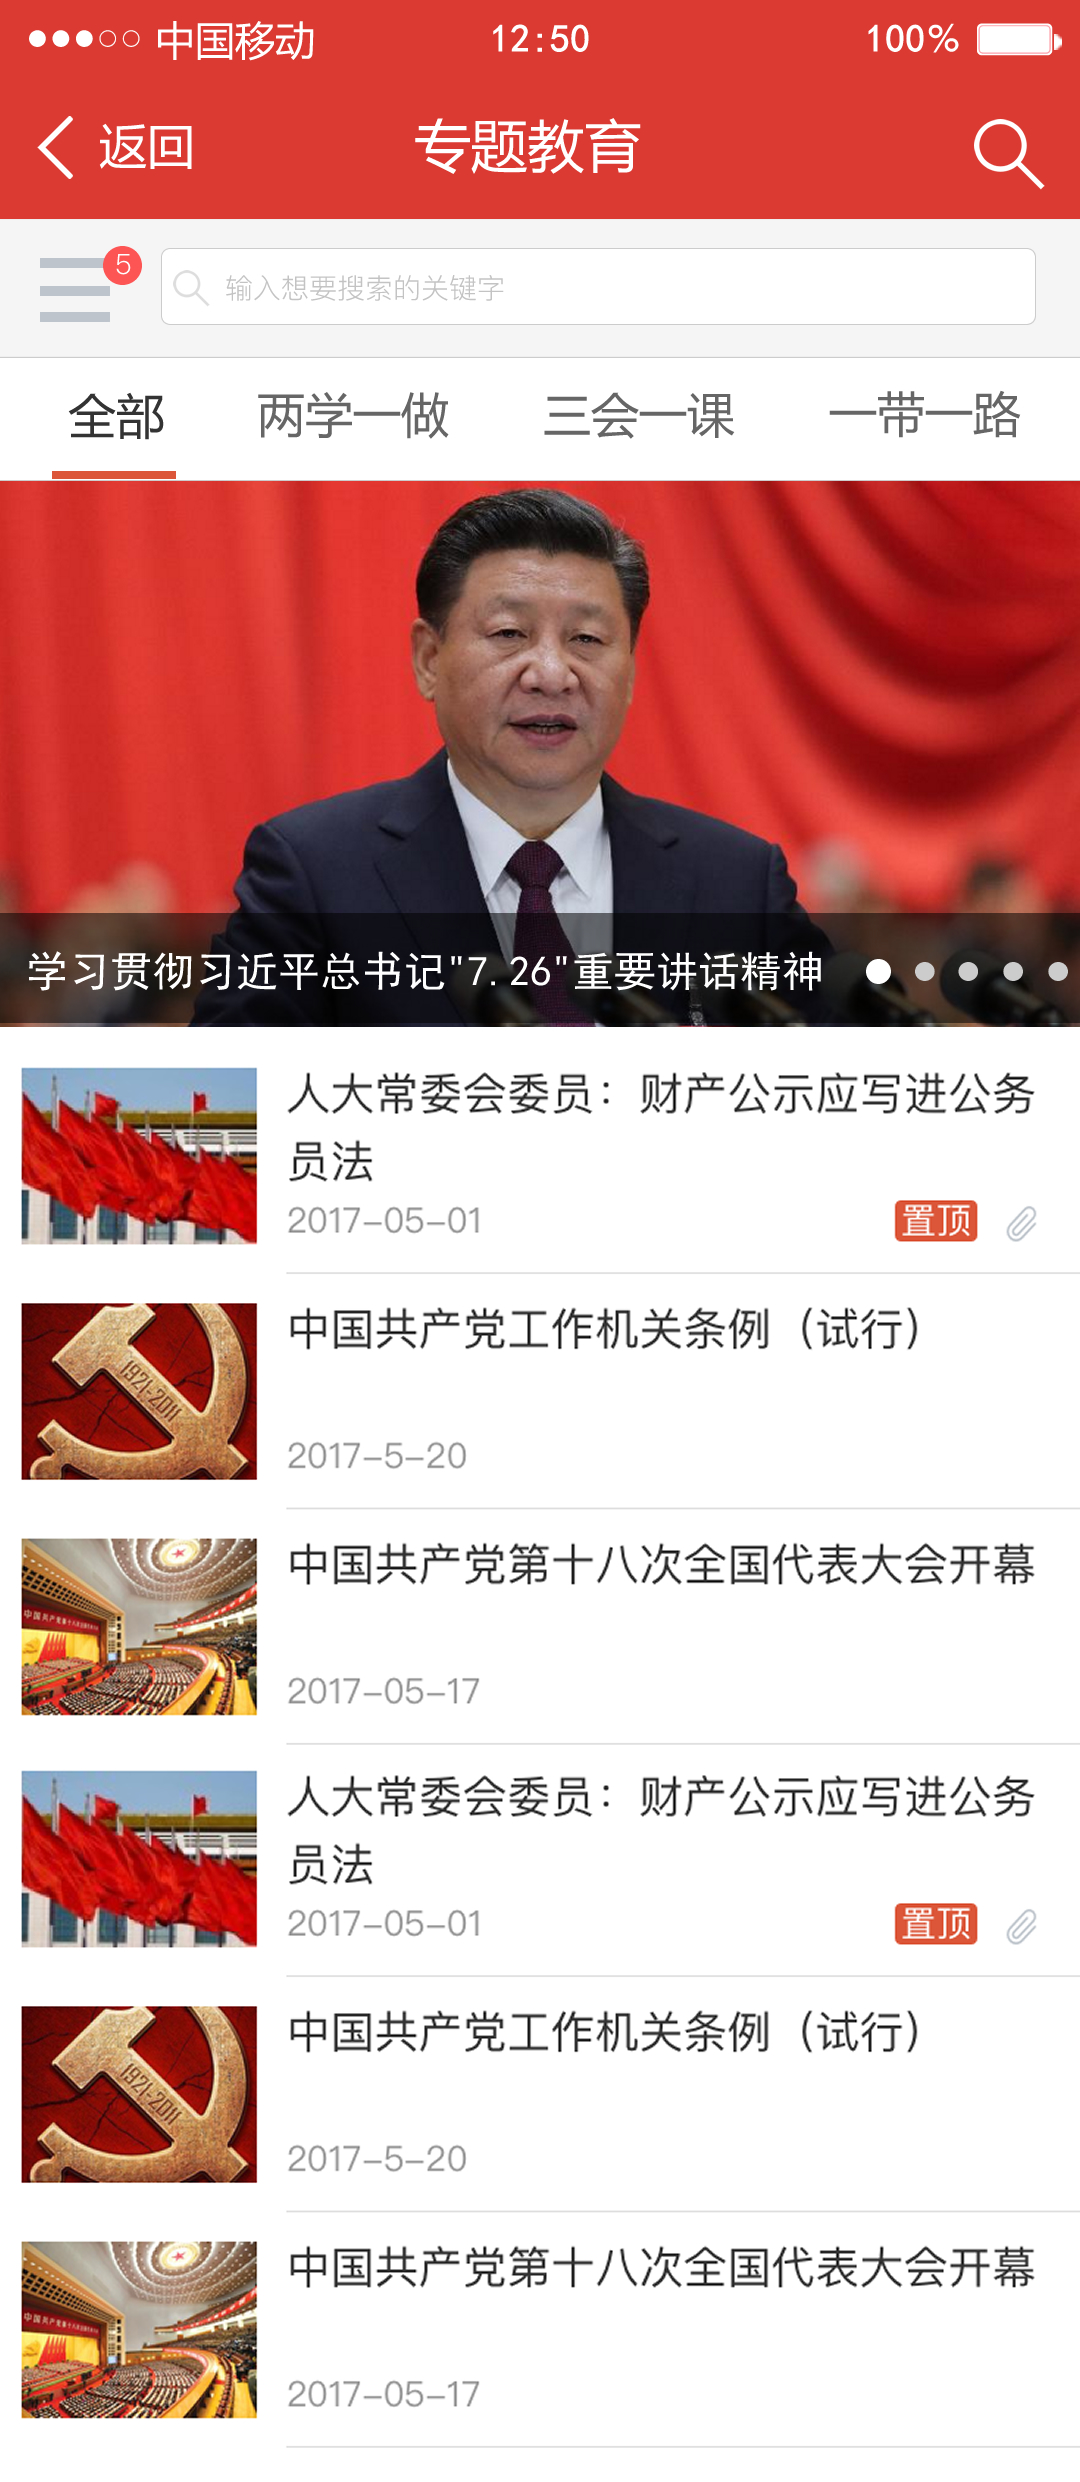 中国移动 12:50 100%
返回 专题教育
5 输入想要搜索的关键字
全部 两学一做 三会一课 一带一路
学习贯彻习近平总书记"7.26"重要讲话精神
人大常委会委员：财产公示应写进公务
员法
2017-05-01 置顶
1921-2011
中国共产党工作机关条例（试行）
2017-5-20
中国共产党第十八次全国代表大会开幕
2017-05-17
人大常委会委员：财产公示应写进公务
员法
2017-05-01 置顶
1921-2011
中国共产党工作机关条例（试行）
2017-5-20
中国共产党第十八次全国代表大会开幕
2017-05-17